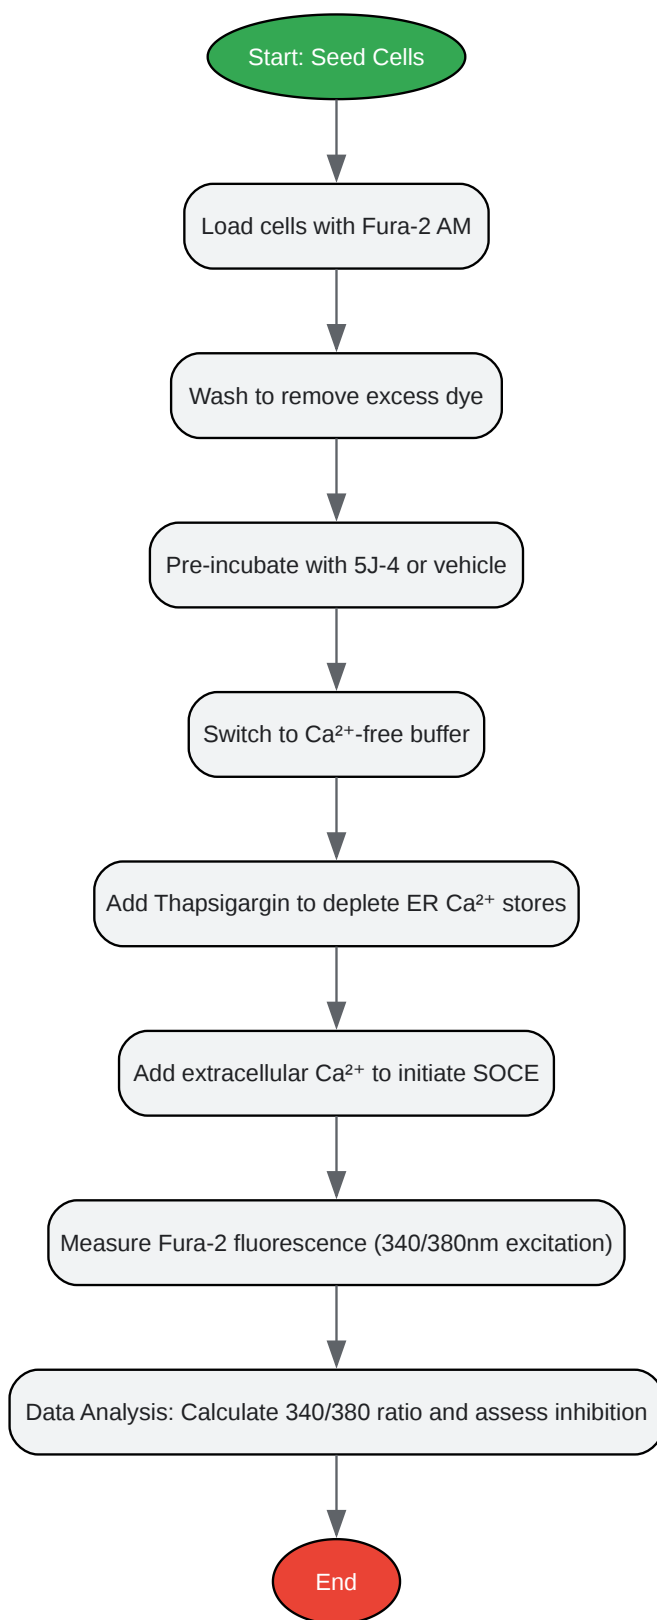 Start: Seed Cells
Load cells with Fura-2 AM
Wash to remove excess dye
Pre-incubate with 5J-4 or vehicle
Switch to Ca²⁺-free buffer
Add Thapsigargin to deplete ER Ca²⁺ stores
Add extracellular Ca²⁺ to initiate SOCE
Measure Fura-2 fluorescence (340/380nm excitation)
Data Analysis: Calculate 340/380 ratio and assess inhibition
End